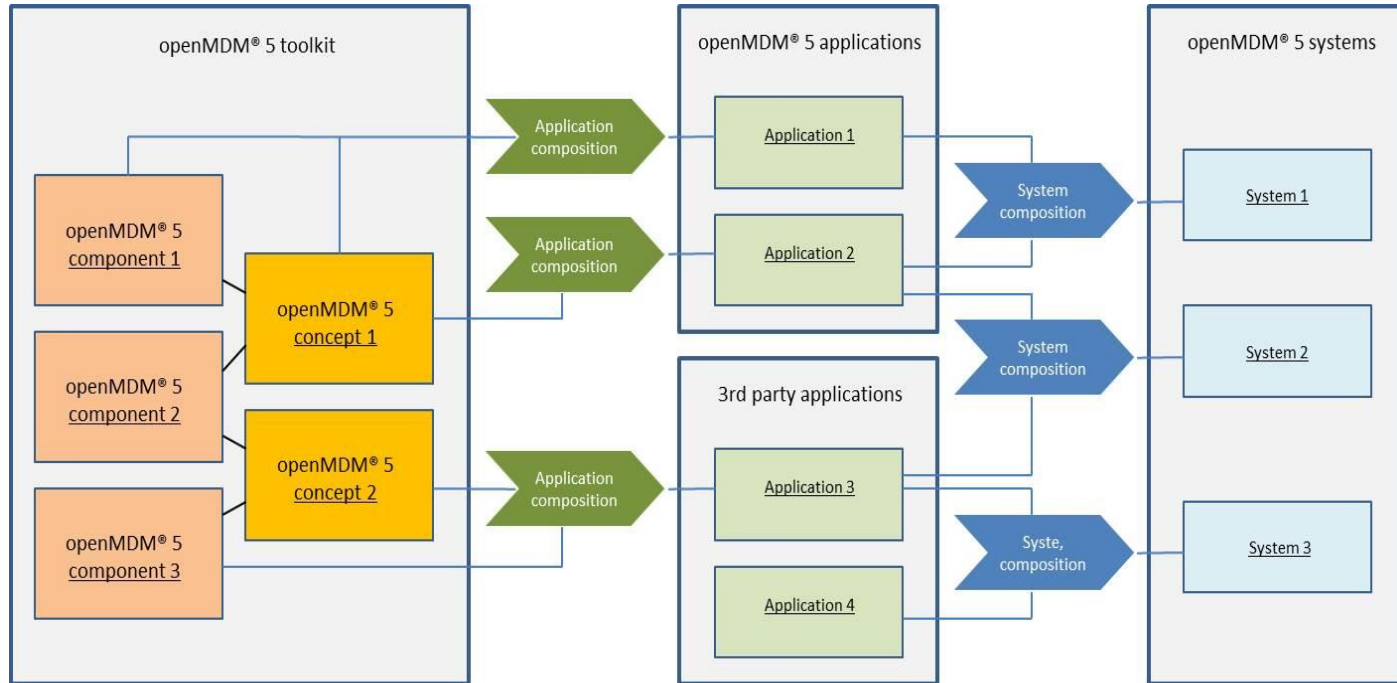 openMDM® 5 toolkit
openMDM® 5
component 1
openMDM® 5
component 2
openMDM® 5
component 3
openMDM® 5
concept 1
openMDM® 5
concept 2
Application
composition
Application
composition
Application
composition
openMDM® 5 applications
Application 1
Application 2
3rd party applications
Application 3
Application 4
System
composition
System
composition
Syste,
composition
openMDM® 5 systems
System 1
System 2
System 3